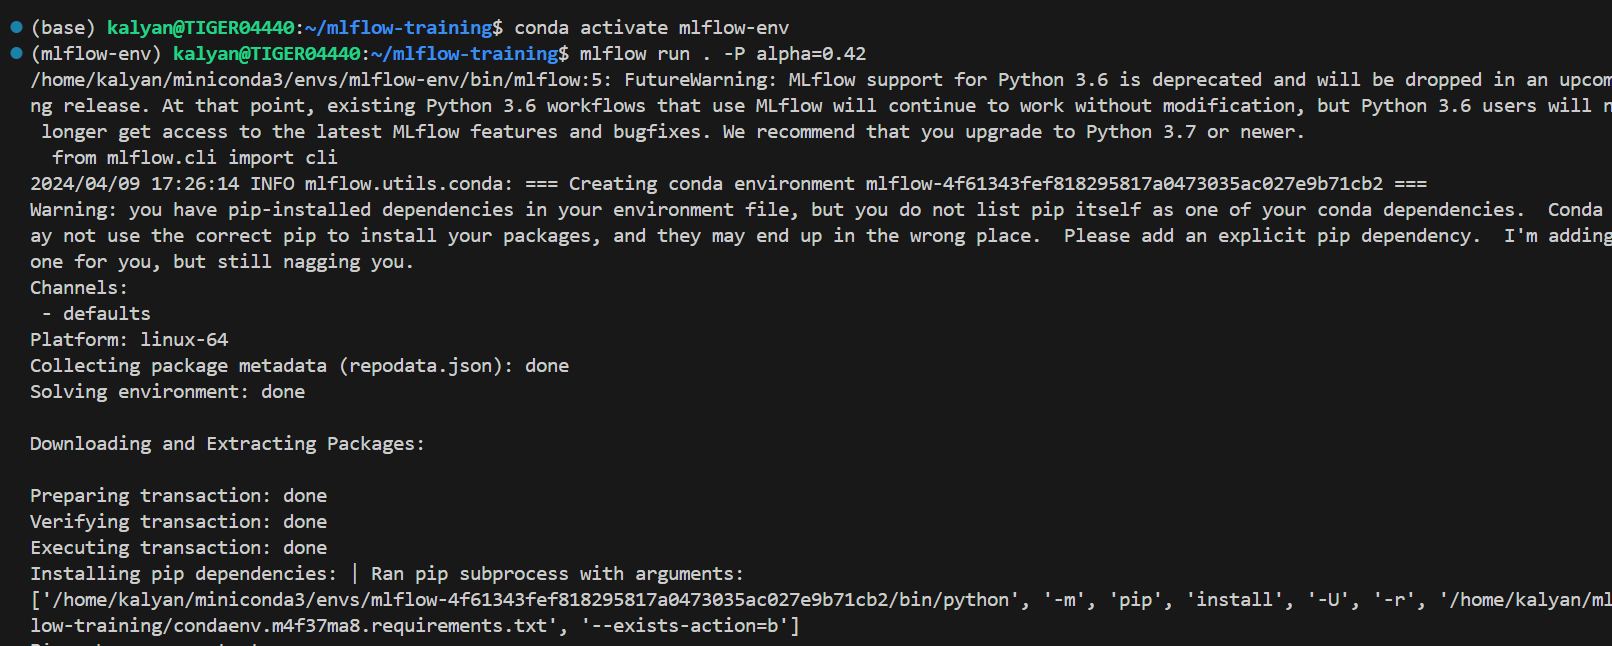 (base) kalyan@TIGER04440:~/mlflow-training$ conda activate mlflow-env
(mlflow-env) kalyan@TIGER04440:~/mlflow-training$ mlflow run . -P alpha=0.42
/home/kalyan/miniconda3/envs/mlflow-env/bin/mlflow:5: FutureWarning: MLflow support for Python 3.6 is deprecated and will be dropped in an upcom
ng release. At that point, existing Python 3.6 workflows that use MLflow will continue to work without modification, but Python 3.6 users will n
longer get access to the latest MLflow features and bugfixes. We recommend that you upgrade to Python 3.7 or newer.
from mlflow.cli import cli
2024/04/09 17:26:14 INFO mlflow.utils.conda: === Creating conda environment mlflow-4f61343fef818295817a0473035ac027e9b71cb2 ===
Warning: you have pip-installed dependencies in your environment file, but you do not list pip itself as one of your conda dependencies.  Conda
ay not use the correct pip to install your packages, and they may end up in the wrong place.  Please add an explicit pip dependency.  I'm adding
one for you, but still nagging you.
Channels:
- defaults
Platform: linux-64
Collecting package metadata (repodata.json): done
Solving environment: done
Downloading and Extracting Packages:
Preparing transaction: done
Verifying transaction: done
Executing transaction: done
Installing pip dependencies: | Ran pip subprocess with arguments:
['/home/kalyan/miniconda3/envs/mlflow-4f61343fef818295817a0473035ac027e9b71cb2/bin/python', '-m', 'pip', 'install', '-U', '-r', '/home/kalyan/ml
low-training/condaenv.m4f37ma8.requirements.txt', '--exists-action=b']